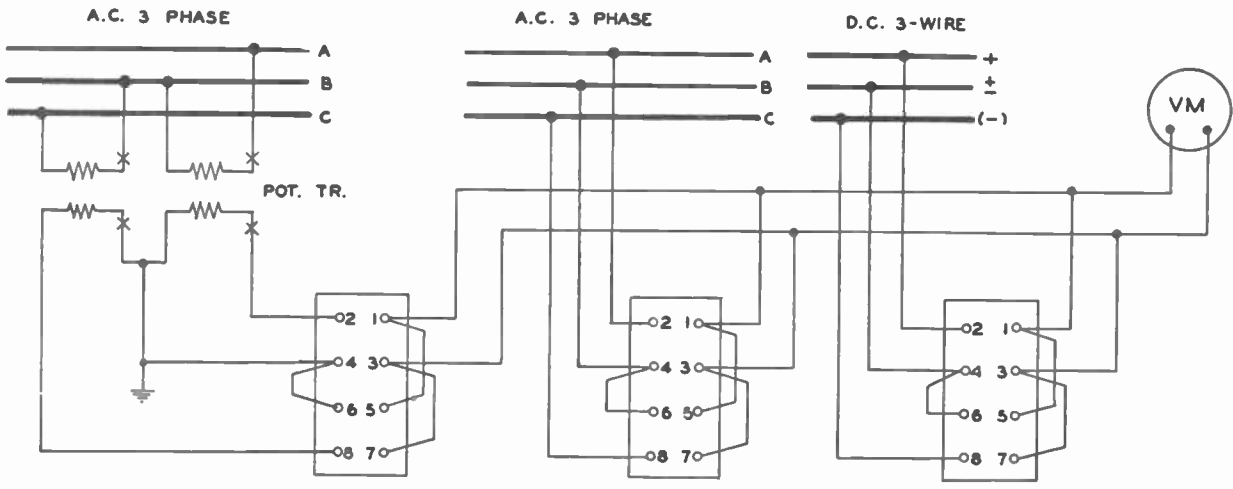 A.C. 3 PHASE
A.C. 3 PHASE
D.C. 3-WIRE
A
B
C
A
B
C
+
±
(-)
VM
POT. TR.
2 1
4 3
6 5
8 7
2 1
4 3
6 5
8 7
2 1
4 3
6 5
8 7